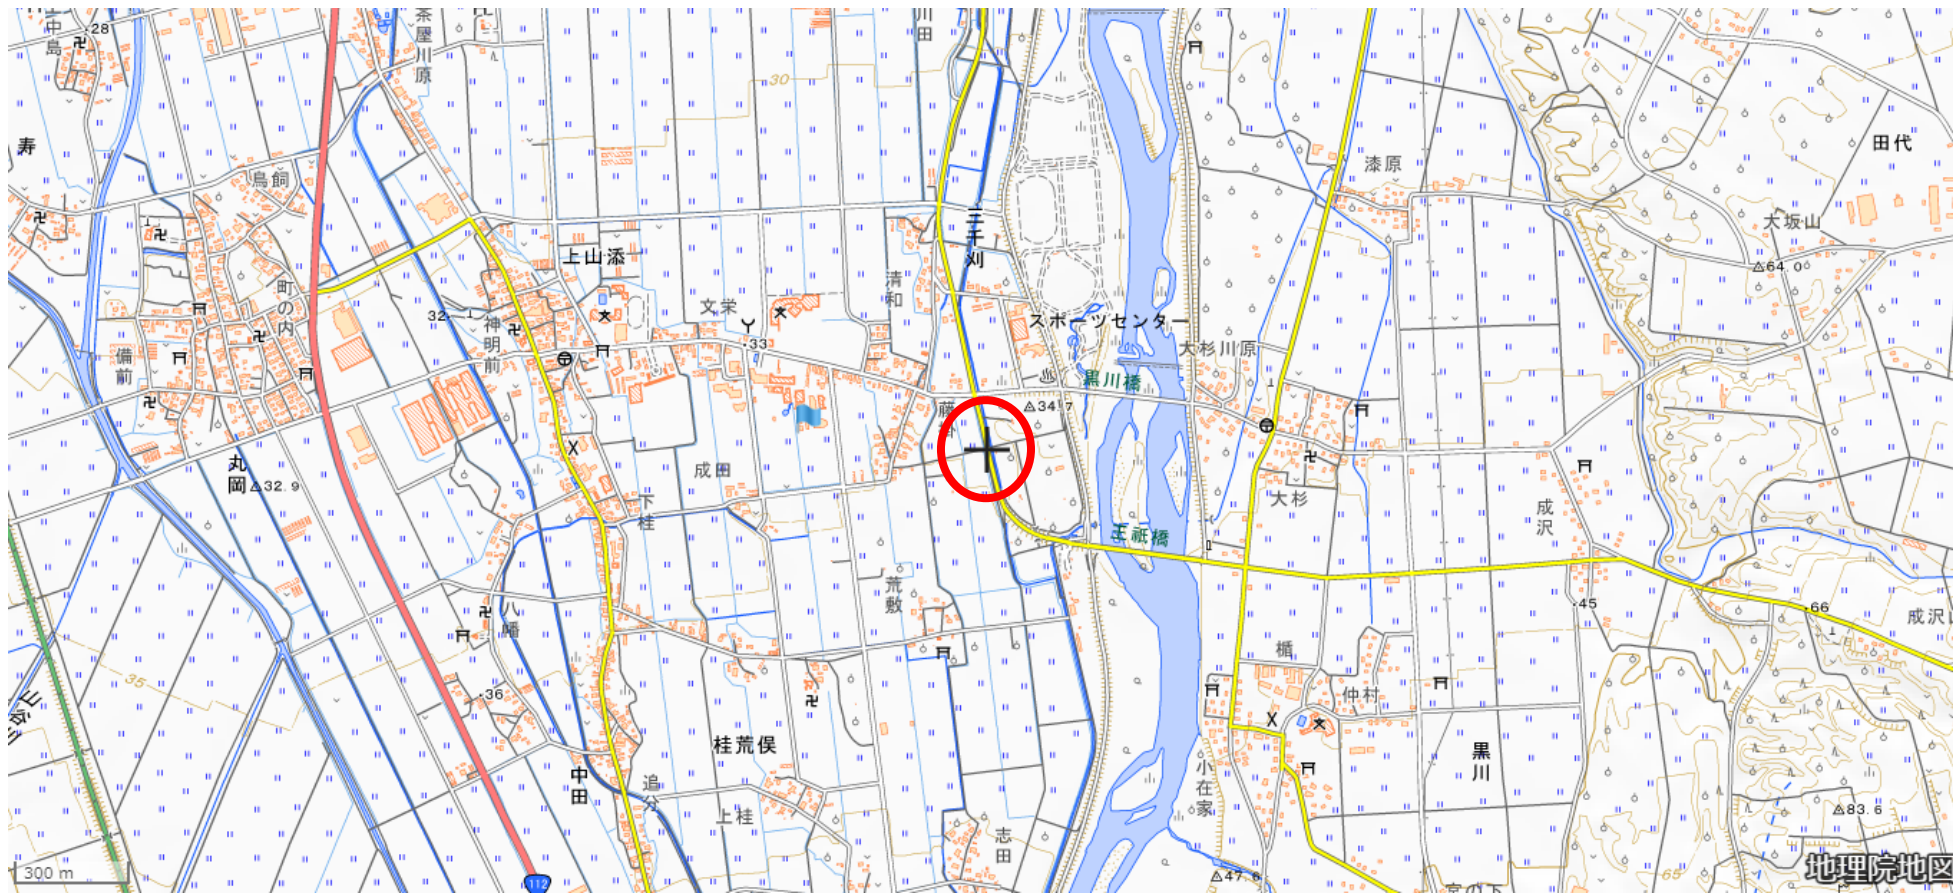 中島
28
茶屋川原
川田
30
寿
鳥飼
漆原
田代
大坂山
64.0
三千刈
上山添
清和
町の内
文栄
32
神明前
33
スポーツセンター
大杉川原
備前
黒川橋
藤
34.7
丸岡
32.9
成田
下桂
大杉
成沢
王祇橋
荒敷
八幡
45
66
成沢
楯
仲村
35
36
桂荒俣
黒川
中田
追分
小在家
上桂
志田
83.6
300 m
112
47.8
宮の下
65
地理院地図